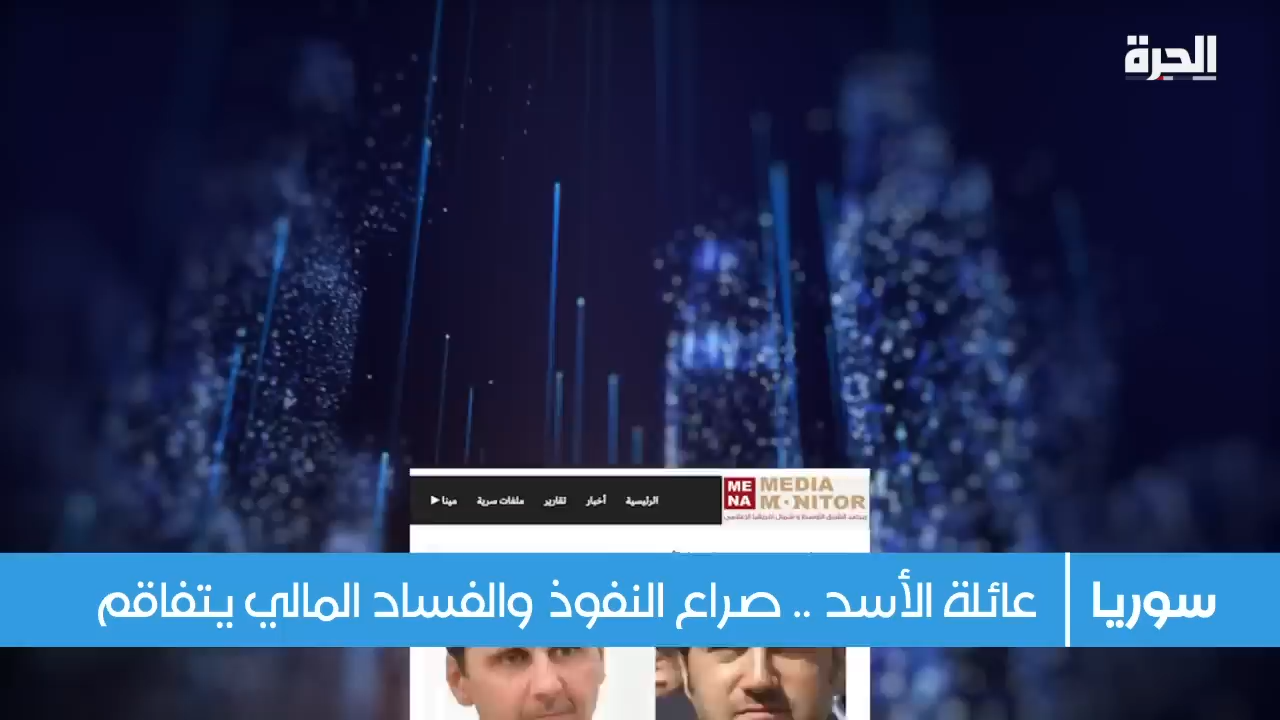 الحرة
ME NA MEDIA MONITOR
الرئيسية أخبار تقارير ملفات سرية مينا
سوريا عائلة الأسد .. صراع النفوذ والفساد المالي يتفاقم